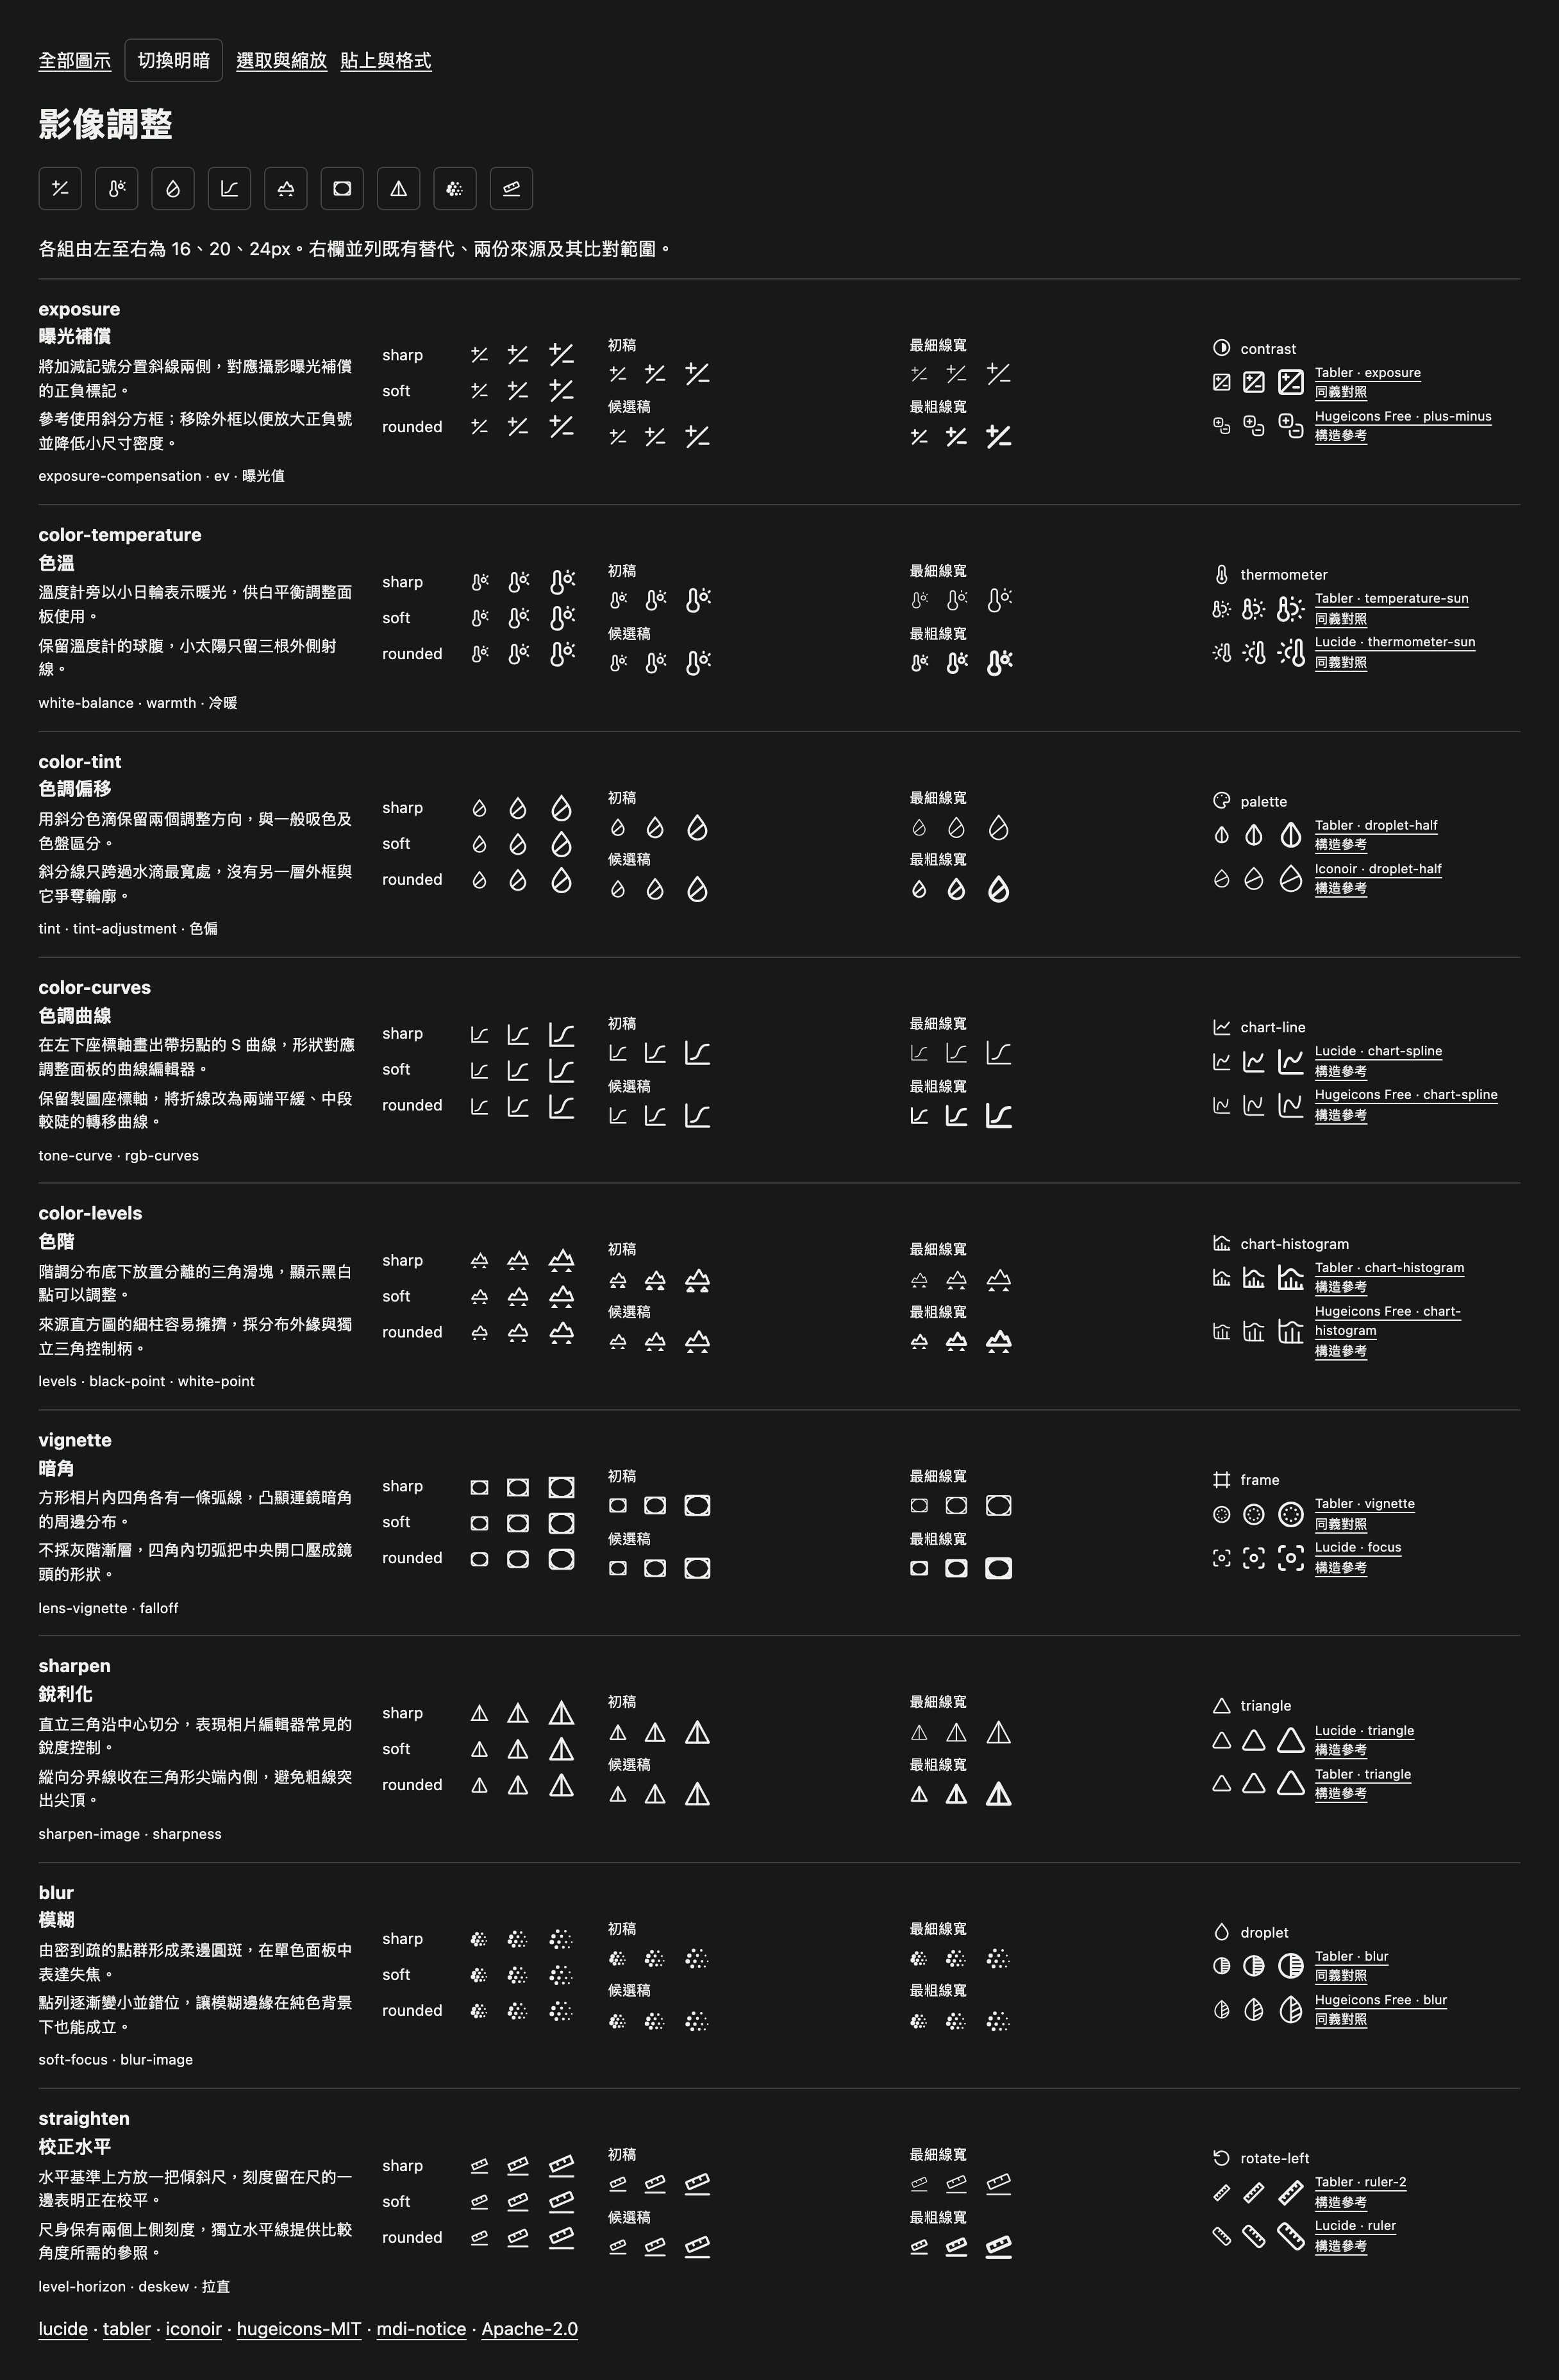 全部圖示 切換明暗 選取與縮放 貼上與格式
影像調整
各組由左至右為 16、20、24px。右欄並列既有替代、兩份來源及其比對範圍。
exposure
曝光補償
將加減記號分置斜線兩側，對應攝影曝光補償
的正負標記。
參考使用斜分方框；移除外框以便放大正負號
並降低小尺寸密度。
exposure-compensation · ev · 曝光值
sharp
soft
rounded
初稿
候選稿
最細線寬
最粗線寬
contrast
Tabler · exposure
同義對照
Hugeicons Free · plus-minus
構造參考
color-temperature
色溫
溫度計旁以小日輪表示暖光，供白平衡調整面
板使用。
保留溫度計的球腹，小太陽只留三根外側射
線。
white-balance · warmth · 冷暖
sharp
soft
rounded
初稿
候選稿
最細線寬
最粗線寬
thermometer
Tabler · temperature-sun
同義對照
Lucide · thermometer-sun
同義對照
color-tint
色調偏移
用斜分色滴保留兩個調整方向，與一般吸色及
色盤區分。
斜分線只跨過水滴最寬處，沒有另一層外框與
它爭奪輪廓。
tint · tint-adjustment · 色偏
sharp
soft
rounded
初稿
候選稿
最細線寬
最粗線寬
palette
Tabler · droplet-half
構造參考
Iconoir · droplet-half
構造參考
color-curves
色調曲線
在左下座標軸畫出帶拐點的 S 曲線，形狀對應
調整面板的曲線編輯器。
保留製圖座標軸，將折線改為兩端平緩、中段
較陡的轉移曲線。
tone-curve · rgb-curves
sharp
soft
rounded
初稿
候選稿
最細線寬
最粗線寬
chart-line
Lucide · chart-spline
構造參考
Hugeicons Free · chart-spline
構造參考
color-levels
色階
階調分布底下放置分離的三角滑塊，顯示黑白
點可以調整。
來源直方圖的細柱容易擁擠，採分布外緣與獨
立三角控制柄。
levels · black-point · white-point
sharp
soft
rounded
初稿
候選稿
最細線寬
最粗線寬
chart-histogram
Tabler · chart-histogram
構造參考
Hugeicons Free · chart-
histogram
構造參考
vignette
暗角
方形相片內四角各有一條弧線，凸顯運鏡暗角
的周邊分布。
不採灰階漸層，四角內切弧把中央開口壓成鏡
頭的形狀。
lens-vignette · falloff
sharp
soft
rounded
初稿
候選稿
最細線寬
最粗線寬
frame
Tabler · vignette
同義對照
Lucide · focus
構造參考
sharpen
銳利化
直立三角沿中心切分，表現相片編輯器常見的
銳度控制。
縱向分界線收在三角形尖端內側，避免粗線突
出尖頂。
sharpen-image · sharpness
sharp
soft
rounded
初稿
候選稿
最細線寬
最粗線寬
triangle
Lucide · triangle
構造參考
Tabler · triangle
構造參考
blur
模糊
由密到疏的點群形成柔邊圓斑，在單色面板中
表達失焦。
點列逐漸變小並錯位，讓模糊邊緣在純色背景
下也能成立。
soft-focus · blur-image
sharp
soft
rounded
初稿
候選稿
最細線寬
最粗線寬
droplet
Tabler · blur
同義對照
Hugeicons Free · blur
同義對照
straighten
校正水平
水平基準上方放一把傾斜尺，刻度留在尺的一
邊表明正在校平。
尺身保有兩個上側刻度，獨立水平線提供比較
角度所需的參照。
level-horizon · deskew · 拉直
sharp
soft
rounded
初稿
候選稿
最細線寬
最粗線寬
rotate-left
Tabler · ruler-2
構造參考
Lucide · ruler
構造參考
lucide · tabler · iconoir · hugeicons-MIT · mdi-notice · Apache-2.0